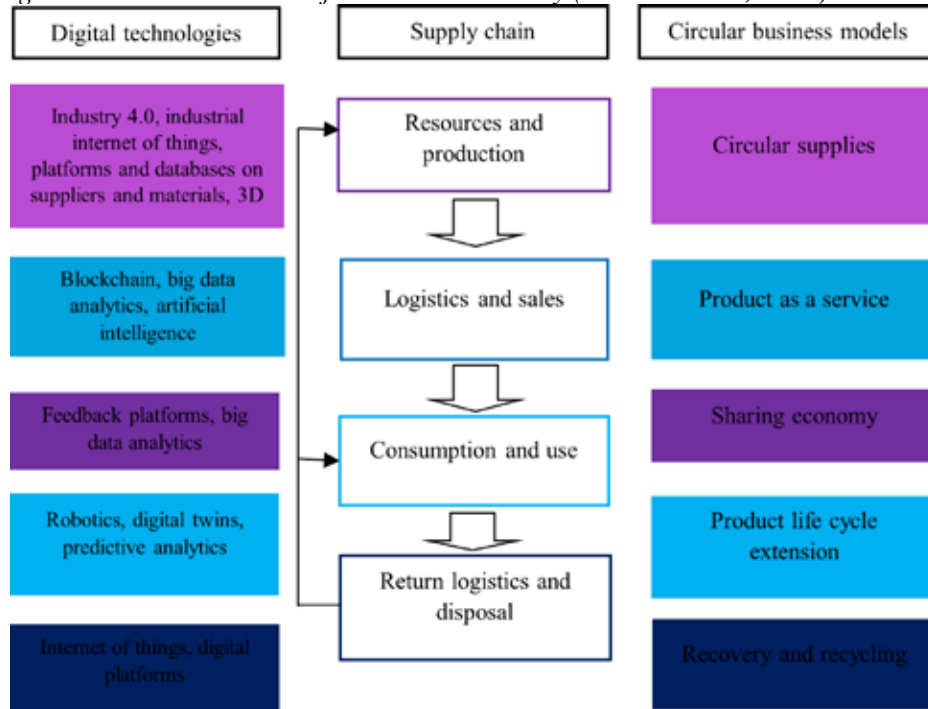 Digital technologies
Supply chain
Circular business models
Industry 4.0, industrial
internet of things,
platforms and databases on
suppliers and materials, 3D
Resources and
production
Circular supplies
Blockchain, big data
analytics, artificial
intelligence
Logistics and sales
Product as a service
Feedback platforms, big
data analytics
Consumption and use
Sharing economy
Robotics, digital twins,
predictive analytics
Product life cycle
extension
Return logistics and
disposal
Internet of things, digital
platforms
Recovery and recycling